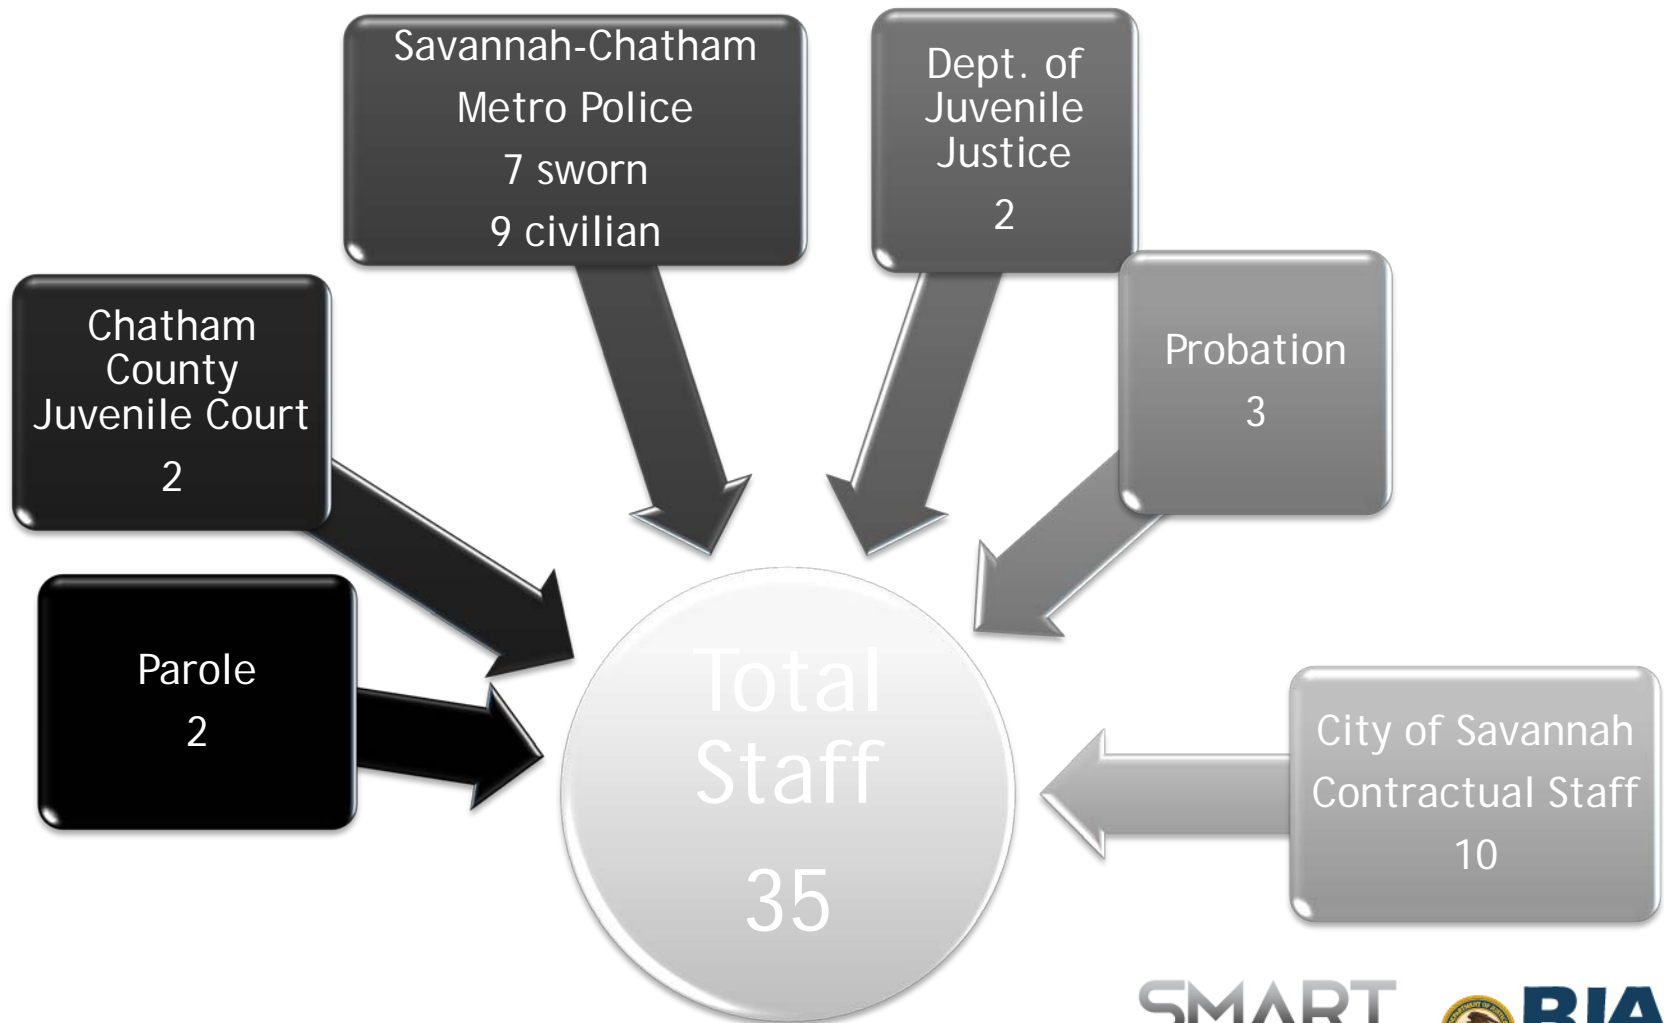 Savannah-Chatham
Metro Police
7 sworn
9 civilian
Dept. of
Juvenile
Justice
2
Chatham
County
Juvenile Court
2
Probation
3
Parole
2
Total
Staff
35
City of Savannah
Contractual Staff
10
SMART
BJA